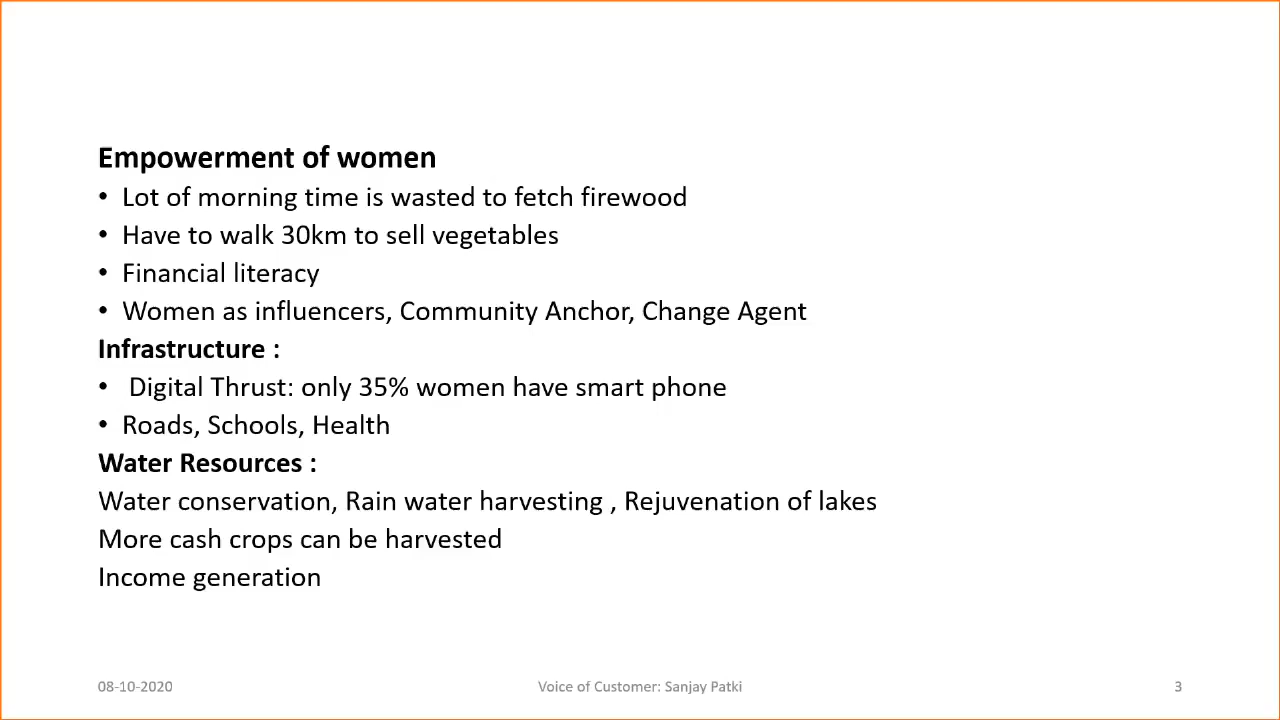 Empowerment of women
• Lot of morning time is wasted to fetch firewood
• Have to walk 30km to sell vegetables
• Financial literacy
• Women as influencers, Community Anchor, Change Agent
Infrastructure :
• Digital Thrust: only 35% women have smart phone
• Roads, Schools, Health
Water Resources :
Water conservation, Rain water harvesting , Rejuvenation of lakes
More cash crops can be harvested
Income generation
08-10-2020
Voice of Customer: Sanjay Patki
3